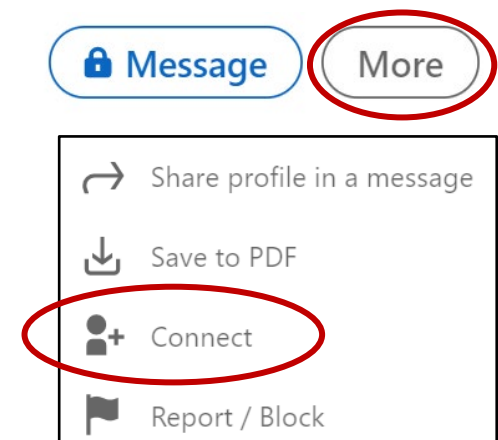 Message More
Share profile in a message
Save to PDF
Connect
Report / Block